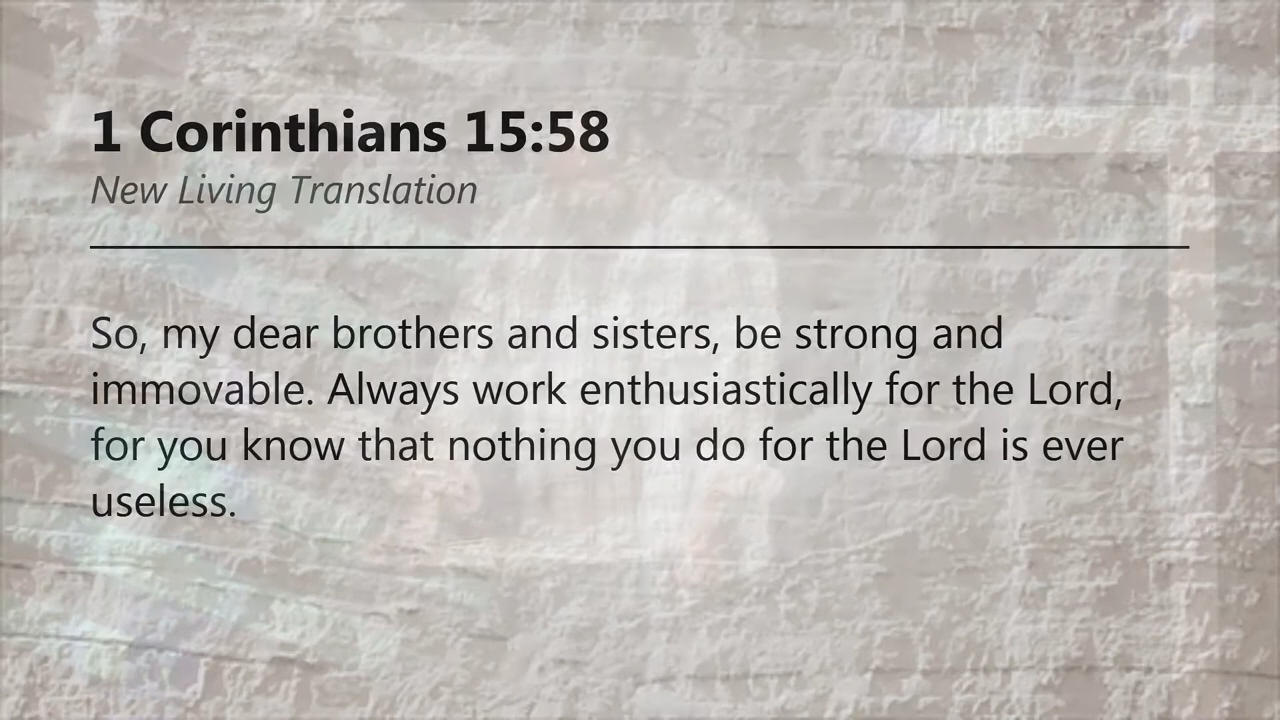 1 Corinthians 15:58
New Living Translation
So, my dear brothers and sisters, be strong and
immovable. Always work enthusiastically for the Lord,
for you know that nothing you do for the Lord is ever
useless.